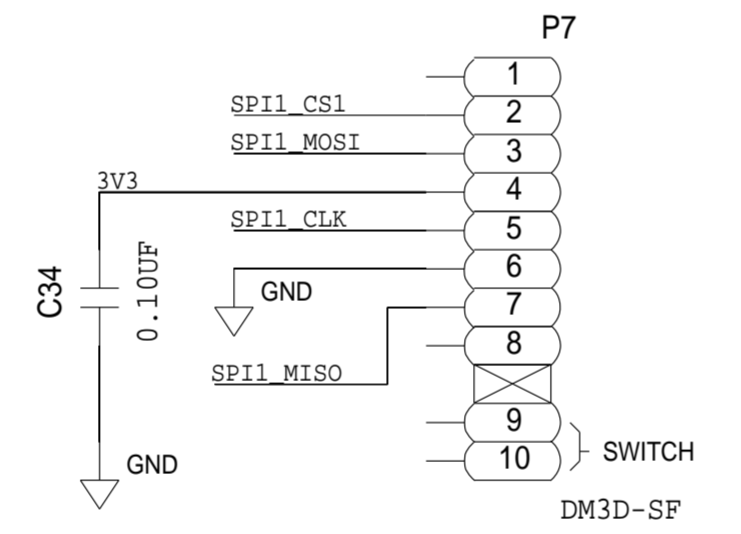 P7
1
SPI1_CS1
2
SPI1_MOSI
3
3V3
4
SPI1_CLK
5
6
GND
7
8
SPI1_MISO
C34
0.10UF
9
10
SWITCH
GND
DM3D-SF